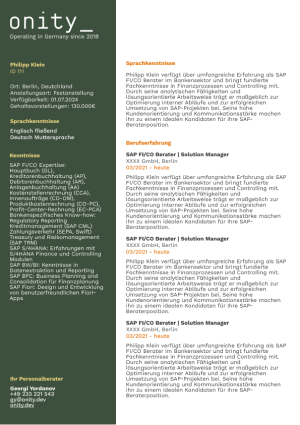 onity_
Operating in Germany since 2018
Philipp Klein
ID 111
Ort: Berlin, Deutschland
Anstellungsart: Festanstellung
Verfügbarkeit: 01.07.2024
Gehaltsvorstellungen: 130.000€
Sprachkenntnisse
Englisch fließend
Deutsch Muttersprache
Kenntnisse
SAP FI/CO Expertise:
Hauptbuch (GL),
Kreditorenbuchhaltung (AP),
Debitorenbuchhaltung (AR),
Anlagenbuchhaltung (AA)
Kostenstellenrechnung (CCA),
Innenaufträge (CO-OM),
Produktkostenrechnung (CO-PC),
Profit-Center-Rechnung (EC-PCA)
Bankenspezifisches Know-how:
Regulatory Reporting
Kreditmanagement (SAP CML)
Zahlungsverkehr (SEPA, Swift)
Treasury und Risikomanagement
(SAP TRM)
SAP S/4HANA: Erfahrungen mit
S/4HANA Finance und Controlling
Modulen
SAP BW/BI: Kenntnisse in
Datenextraktion und Reporting
SAP BPC: Business Planning und
Consolidation für Finanzplanung
SAP Fiori: Design und Entwicklung
von benutzerfreundlichen Fiori-
Apps
Ihr Personalberater
Georgi Yordanov
+49 233 321 543
gy@onity.dev
onity.dev
Sprachkenntnisse
Philipp Klein verfügt über umfangreiche Erfahrung als SAP
FI/CO Berater im Bankensektor und bringt fundierte
Fachkenntnisse in Finanzprozessen und Controlling mit.
Durch seine analytischen Fähigkeiten und
lösungsorientierte Arbeitsweise trägt er maßgeblich zur
Optimierung interner Abläufe und zur erfolgreichen
Umsetzung von SAP-Projekten bei. Seine hohe
Kundenorientierung und Kommunikationsstärke machen
ihn zu einem idealen Kandidaten für Ihre SAP-
Beraterposition.
Berufserfahrung
SAP FI/CO Berater | Solution Manager
XXXX GmbH, Berlin
03/2021 - heute
Philipp Klein verfügt über umfangreiche Erfahrung als SAP
FI/CO Berater im Bankensektor und bringt fundierte
Fachkenntnisse in Finanzprozessen und Controlling mit.
Durch seine analytischen Fähigkeiten und
lösungsorientierte Arbeitsweise trägt er maßgeblich zur
Optimierung interner Abläufe und zur erfolgreichen
Umsetzung von SAP-Projekten bei. Seine hohe
Kundenorientierung und Kommunikationsstärke machen
ihn zu einem idealen Kandidaten für Ihre SAP-
Beraterposition.
SAP FI/CO Berater | Solution Manager
XXXX GmbH, Berlin
03/2021 - heute
Philipp Klein verfügt über umfangreiche Erfahrung als SAP
FI/CO Berater im Bankensektor und bringt fundierte
Fachkenntnisse in Finanzprozessen und Controlling mit.
Durch seine analytischen Fähigkeiten und
lösungsorientierte Arbeitsweise trägt er maßgeblich zur
Optimierung interner Abläufe und zur erfolgreichen
Umsetzung von SAP-Projekten bei. Seine hohe
Kundenorientierung und Kommunikationsstärke machen
ihn zu einem idealen Kandidaten für Ihre SAP-
Beraterposition.
SAP FI/CO Berater | Solution Manager
XXXX GmbH, Berlin
03/2021 - heute
Philipp Klein verfügt über umfangreiche Erfahrung als SAP
FI/CO Berater im Bankensektor und bringt fundierte
Fachkenntnisse in Finanzprozessen und Controlling mit.
Durch seine analytischen Fähigkeiten und
lösungsorientierte Arbeitsweise trägt er maßgeblich zur
Optimierung interner Abläufe und zur erfolgreichen
Umsetzung von SAP-Projekten bei. Seine hohe
Kundenorientierung und Kommunikationsstärke machen
ihn zu einem idealen Kandidaten für Ihre SAP-
Beraterposition.